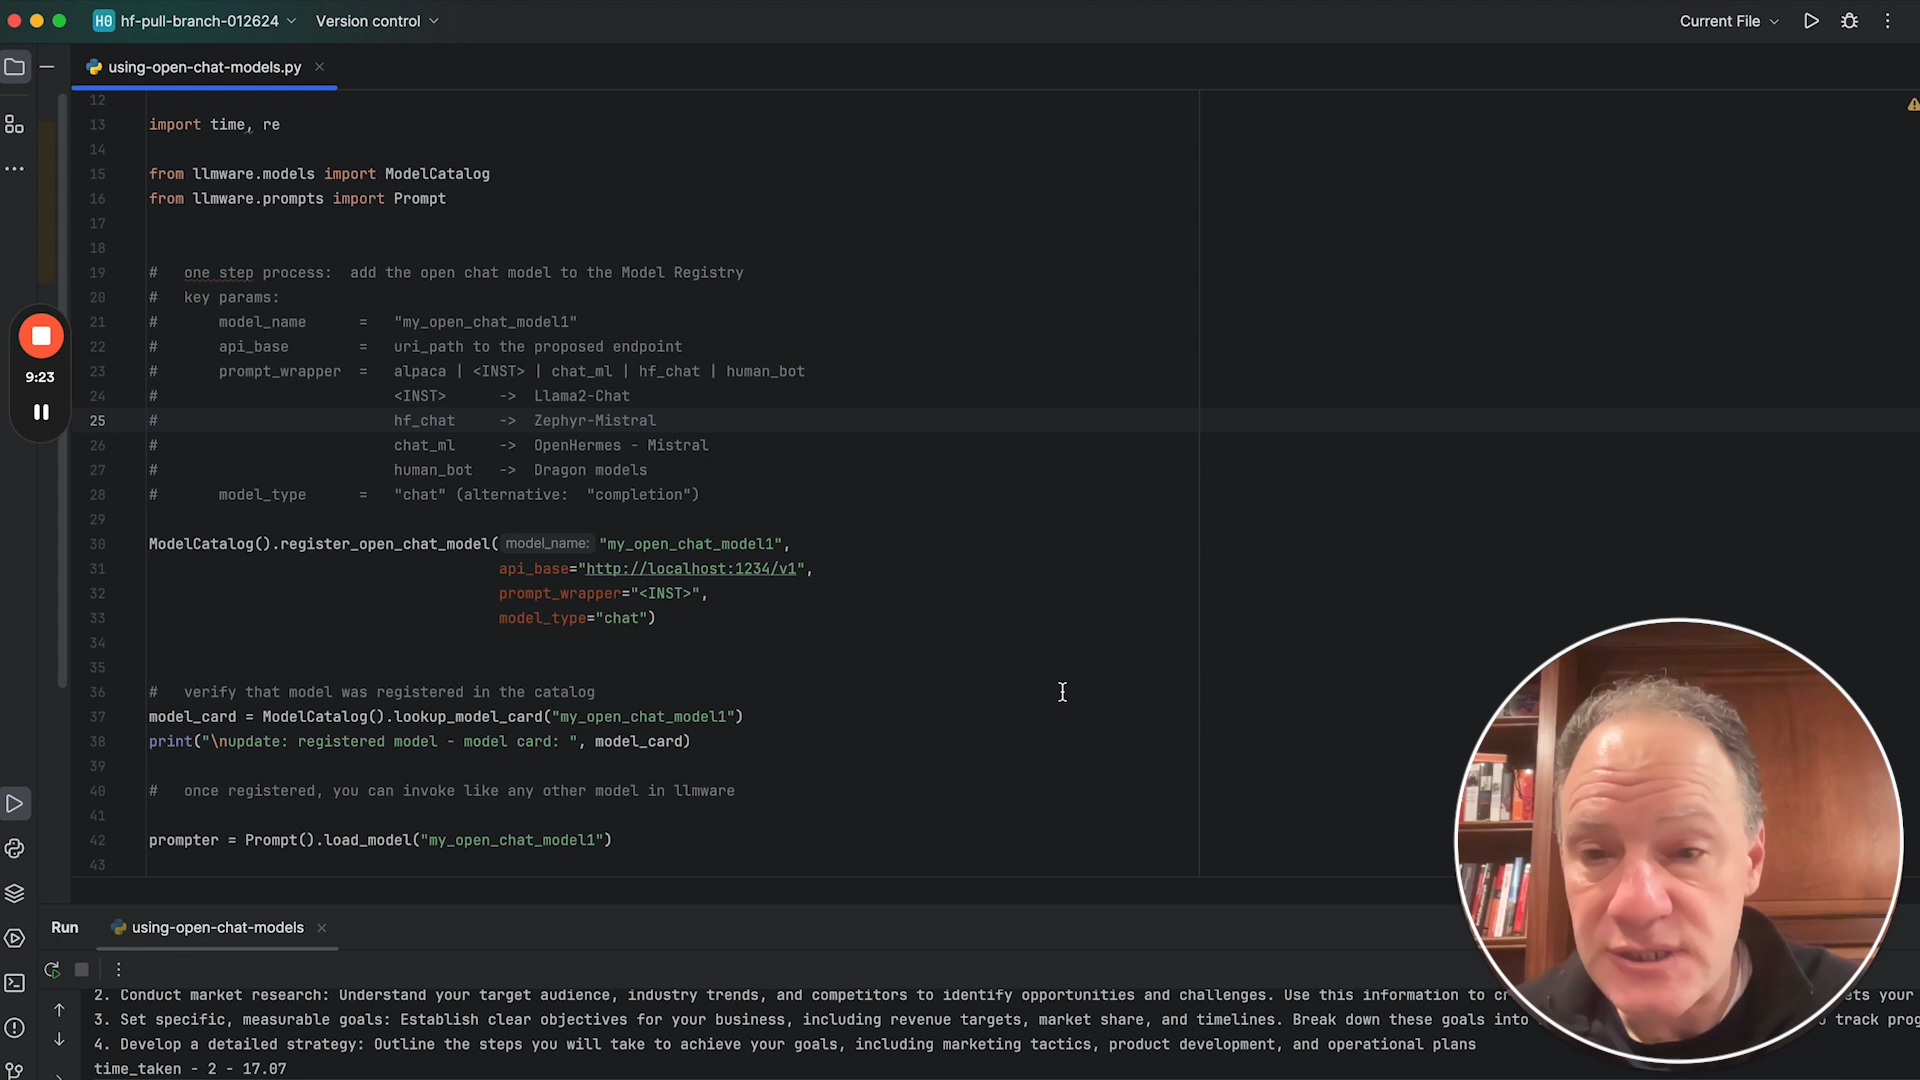 H0 hf-pull-branch-012624 Version control Current File
using-open-chat-models.py
12
13 import time, re
14
15 from llmware.models import ModelCatalog
16 from llmware.prompts import Prompt
17
18
19 # one step process: add the open chat model to the Model Registry
20 # key params:
21 # model_name = "my_open_chat_model1"
22 # api_base = uri_path to the proposed endpoint
23 # prompt_wrapper = alpaca | <INST> | chat_ml | hf_chat | human_bot
24 # <INST> -> Llama2-Chat
25 # hf_chat -> Zephyr-Mistral
26 # chat_ml -> OpenHermes - Mistral
27 # human_bot -> Dragon models
28 # model_type = "chat" (alternative: "completion")
29
30 ModelCatalog().register_open_chat_model( model_name: "my_open_chat_model1",
31 api_base="http://localhost:1234/v1",
32 prompt_wrapper="<INST>",
33 model_type="chat")
34
35
36 # verify that model was registered in the catalog
37 model_card = ModelCatalog().lookup_model_card("my_open_chat_model1")
38 print("\nupdate: registered model - model card: ", model_card)
39
40 # once registered, you can invoke like any other model in llmware
41
42 prompter = Prompt().load_model("my_open_chat_model1")
43
9:23
Run using-open-chat-models
2. Conduct market research: Understand your target audience, industry trends, and competitors to identify opportunities and challenges. Use this information to your
3. Set specific, measurable goals: Establish clear objectives for your business, including revenue targets, market share, and timelines. Break down these goals into track
4. Develop a detailed strategy: Outline the steps you will take to achieve your goals, including marketing tactics, product development, and operational plans
time_taken - 2 - 17.07